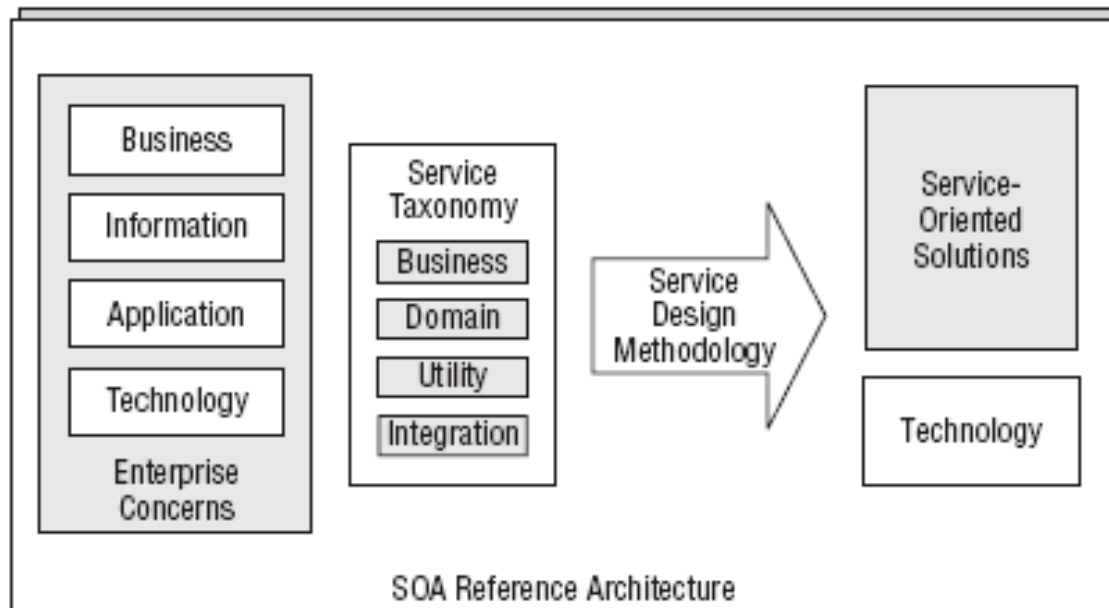 Business
Information
Application
Technology
Enterprise
Concerns
Service
Taxonomy
Business
Domain
Utility
Integration
Service
Design
Methodology
Service-
Oriented
Solutions
Technology
SOA Reference Architecture